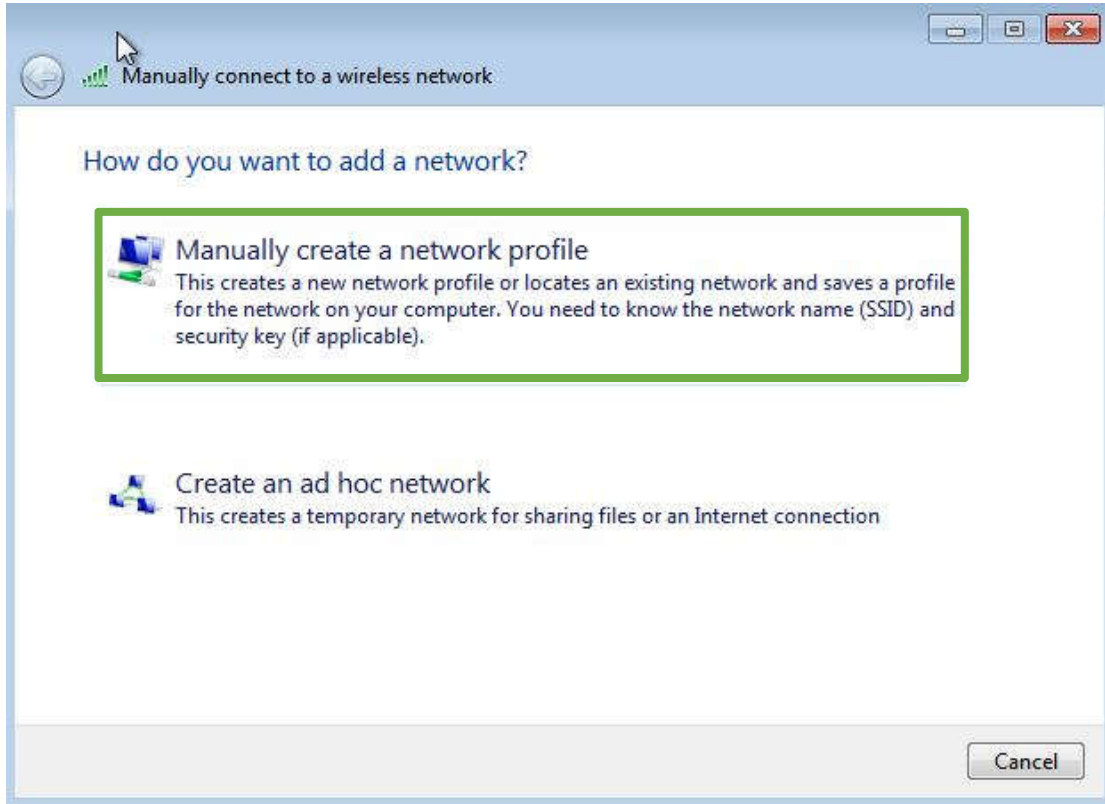 Manually connect to a wireless network
How do you want to add a network?
Manually create a network profile
This creates a new network profile or locates an existing network and saves a profile
for the network on your computer. You need to know the network name (SSID) and
security key (if applicable).
Create an ad hoc network
This creates a temporary network for sharing files or an Internet connection
Cancel